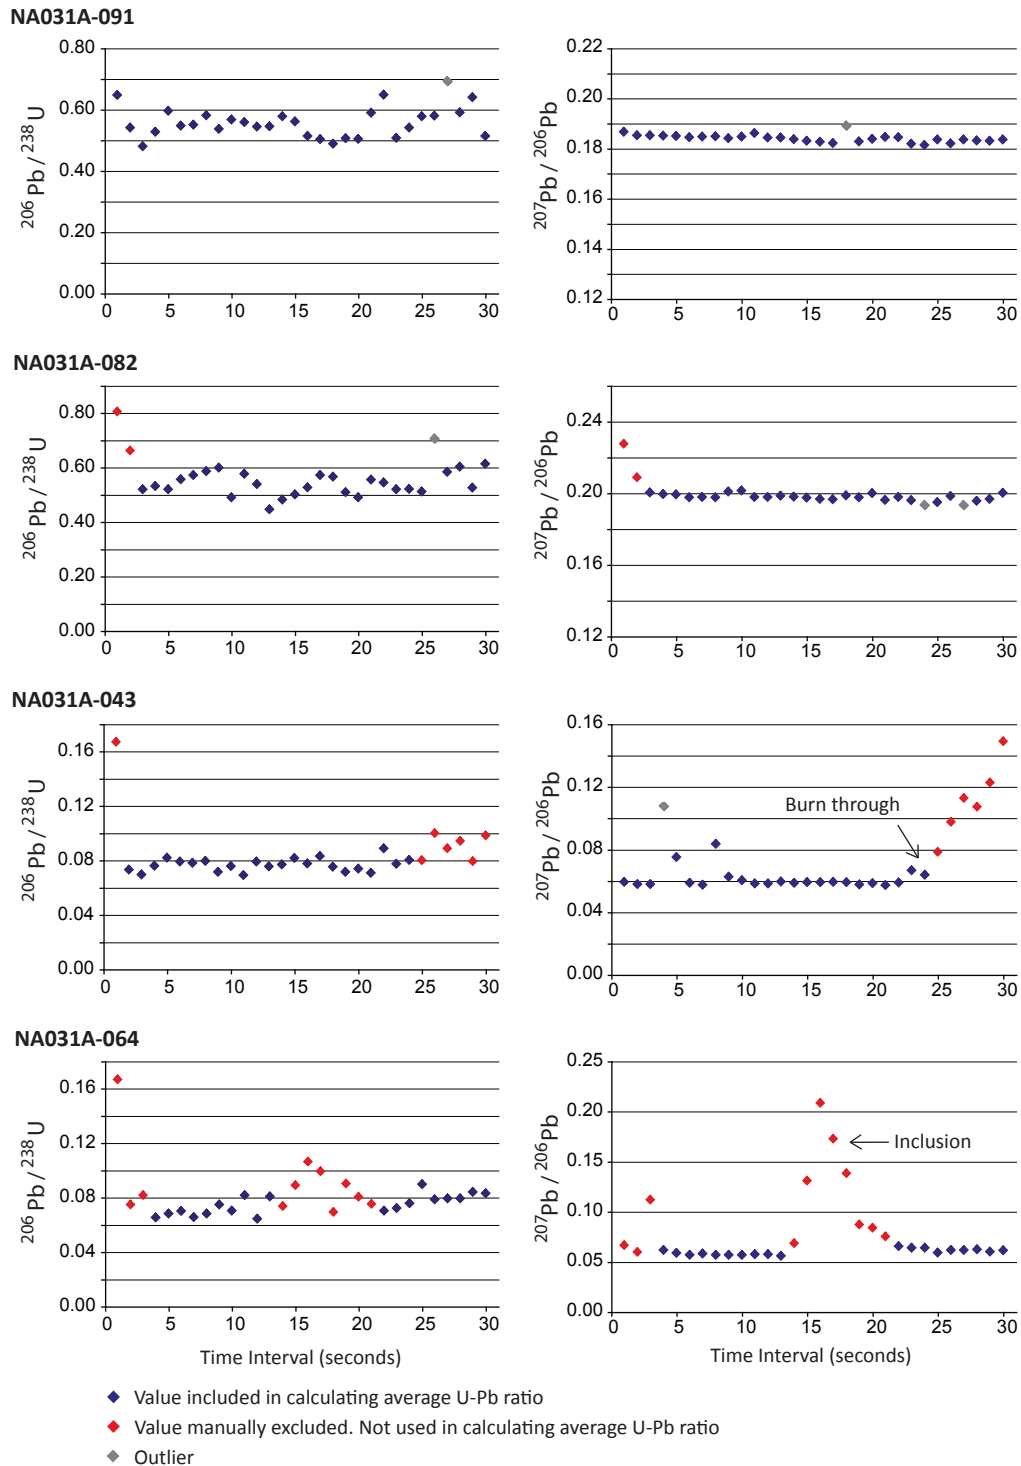 NA031A-091
0.80
0.60
0.40
0.20
0.00
206Pb / 238U
0 5 10 15 20 25 30
0.22
0.20
0.18
0.16
0.14
0.12
207Pb / 206Pb
0 5 10 15 20 25 30
NA031A-082
0.80
0.60
0.40
0.20
0.00
206Pb / 238U
0 5 10 15 20 25 30
0.24
0.20
0.16
0.12
207Pb / 206Pb
0 5 10 15 20 25 30
NA031A-043
0.16
0.12
0.08
0.04
0.00
206Pb / 238U
0 5 10 15 20 25 30
0.16
0.12
0.08
0.04
0.00
207Pb / 206Pb
Burn through
0 5 10 15 20 25 30
NA031A-064
0.16
0.12
0.08
0.04
0.00
206Pb / 238U
0 5 10 15 20 25 30
Time Interval (seconds)
0.25
0.20
0.15
0.10
0.05
0.00
207Pb / 206Pb
Inclusion
0 5 10 15 20 25 30
Time Interval (seconds)
Value included in calculating average U-Pb ratio
Value manually excluded. Not used in calculating average U-Pb ratio
Outlier